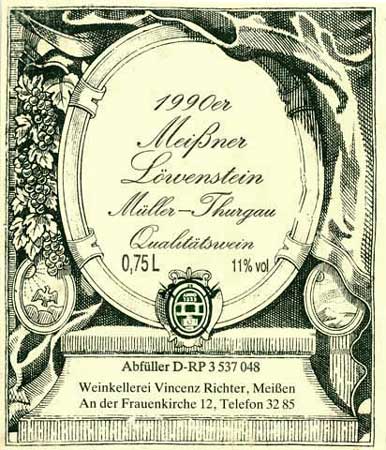 1990er
Meißner
Löwenstein
Müller-Thurgau
Qualitätswein
0,75 L 11% vol
Abfüller D-RP 3 537 048
Weinkellerei Vincenz Richter, Meißen
An der Frauenkirche 12, Telefon 32 85